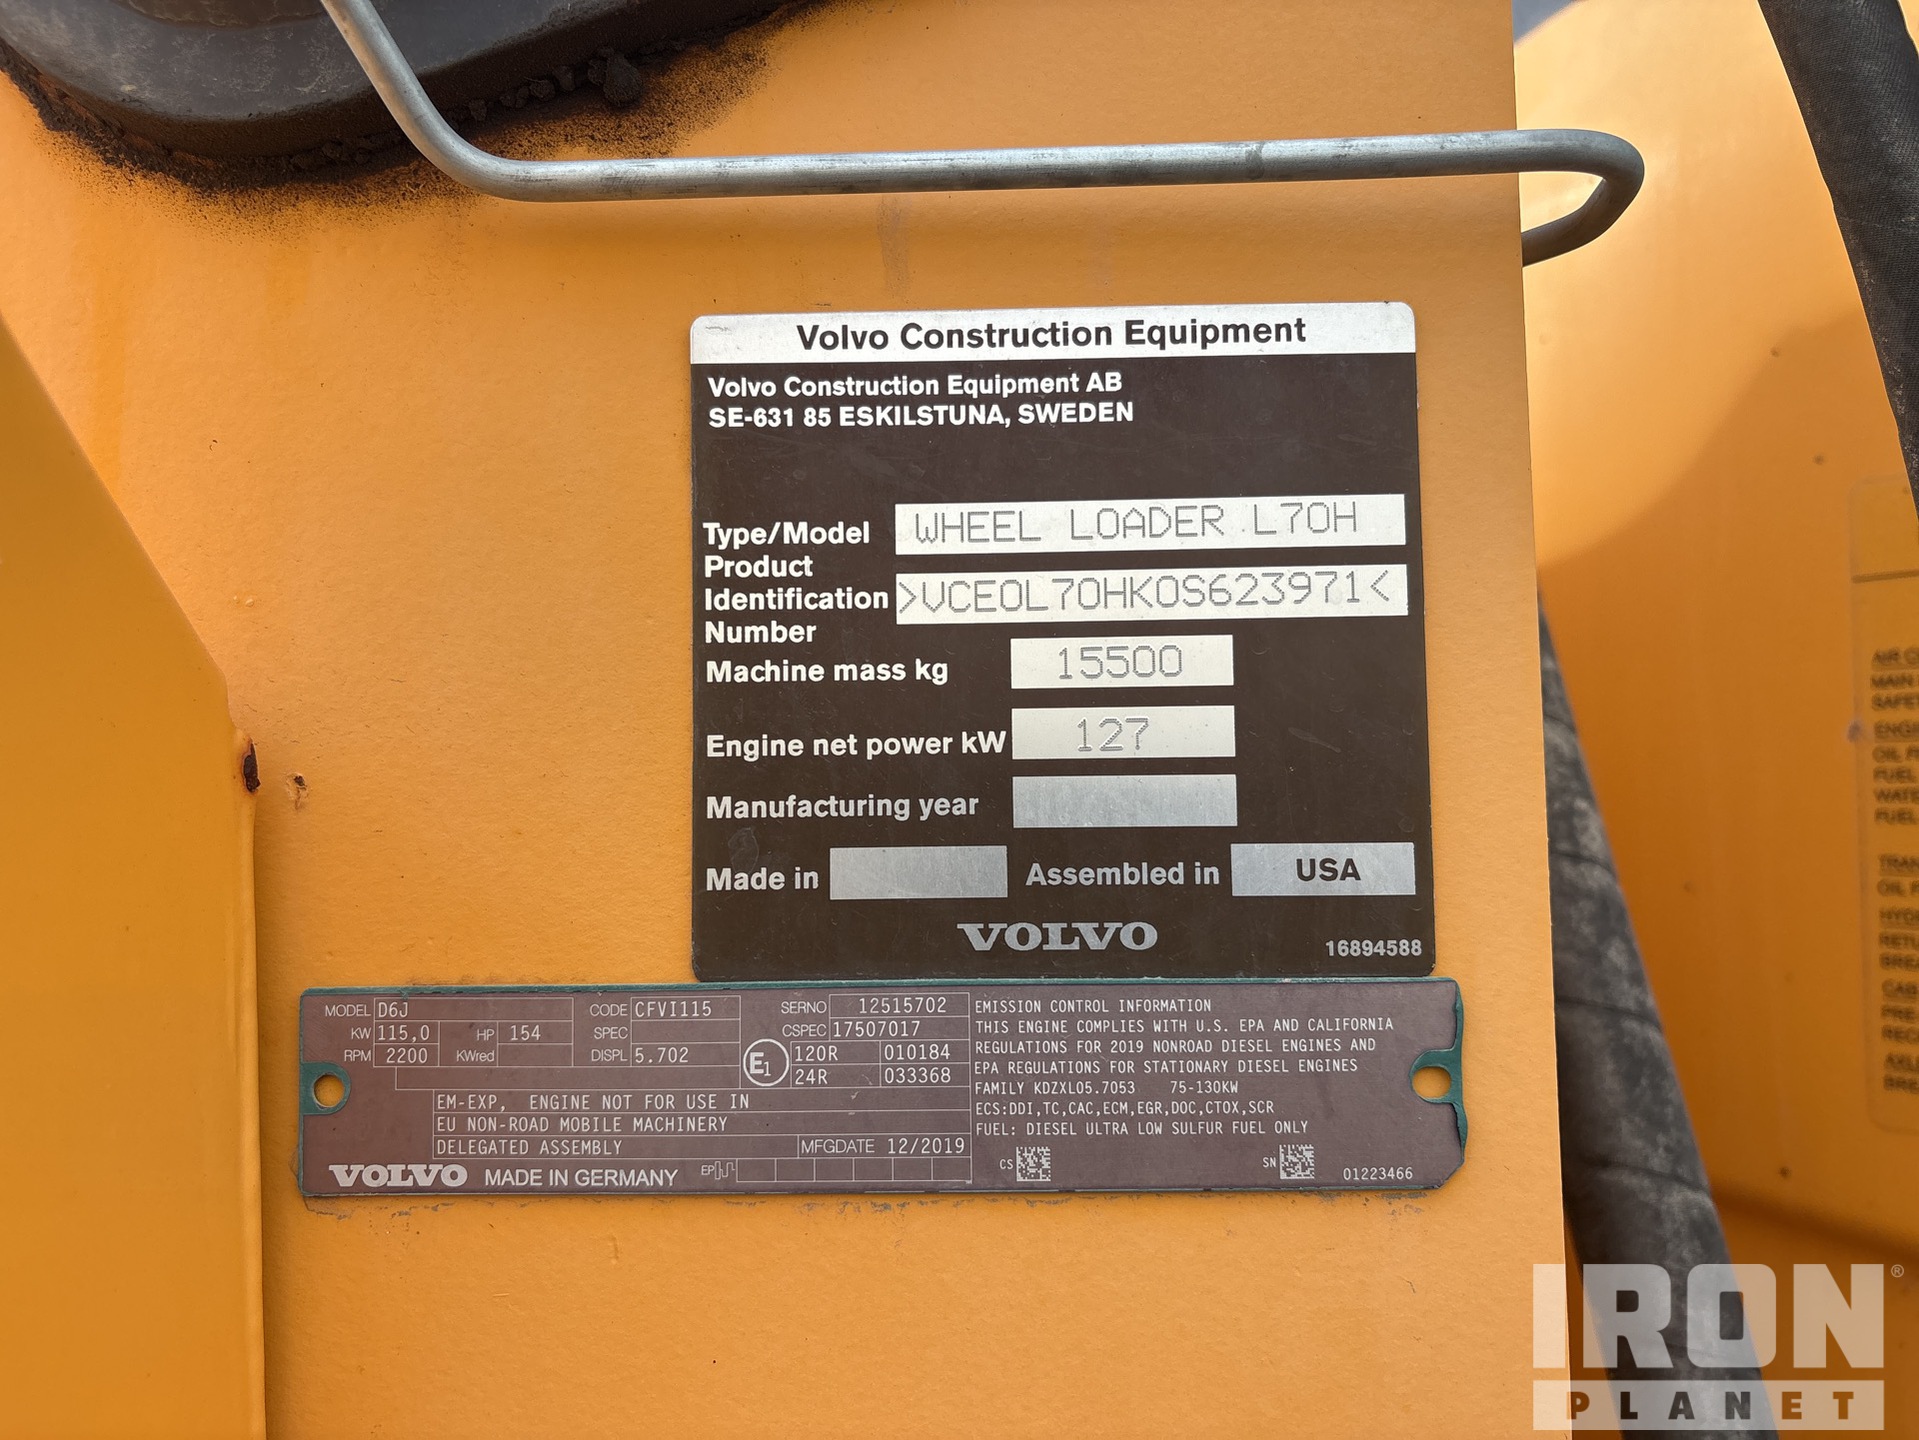 Volvo Construction Equipment
Volvo Construction Equipment AB
SE-631 85 ESKILSTUNA, SWEDEN
Type/Model WHEEL LOADER L70H
Product
Identification >VCE0L70HK0S623971<
Number
Machine mass kg 15500
Engine net power kW 127
Manufacturing year
Made in Assembled in USA
VOLVO 16894588
MODEL D6J CODE CFVI115 SERNO 12515702
KW 115,0 HP 154 SPEC CSPEC 17507017
RPM 2200 KWred DISPL 5.702 E1 120R 010184
24R 033368
EM-EXP, ENGINE NOT FOR USE IN
EU NON-ROAD MOBILE MACHINERY
DELEGATED ASSEMBLY MFGDATE 12/2019
VOLVO MADE IN GERMANY EP
EMISSION CONTROL INFORMATION
THIS ENGINE COMPLIES WITH U.S. EPA AND CALIFORNIA
REGULATIONS FOR 2019 NONROAD DIESEL ENGINES AND
EPA REGULATIONS FOR STATIONARY DIESEL ENGINES
FAMILY KDZXL05.7053 75-130KW
ECS:DDI,TC,CAC,ECM,EGR,DOC,CTOX,SCR
FUEL: DIESEL ULTRA LOW SULFUR FUEL ONLY
CS SN 01223466
MAIN
OIL
FUEL
OIL
IRON®
PLANET